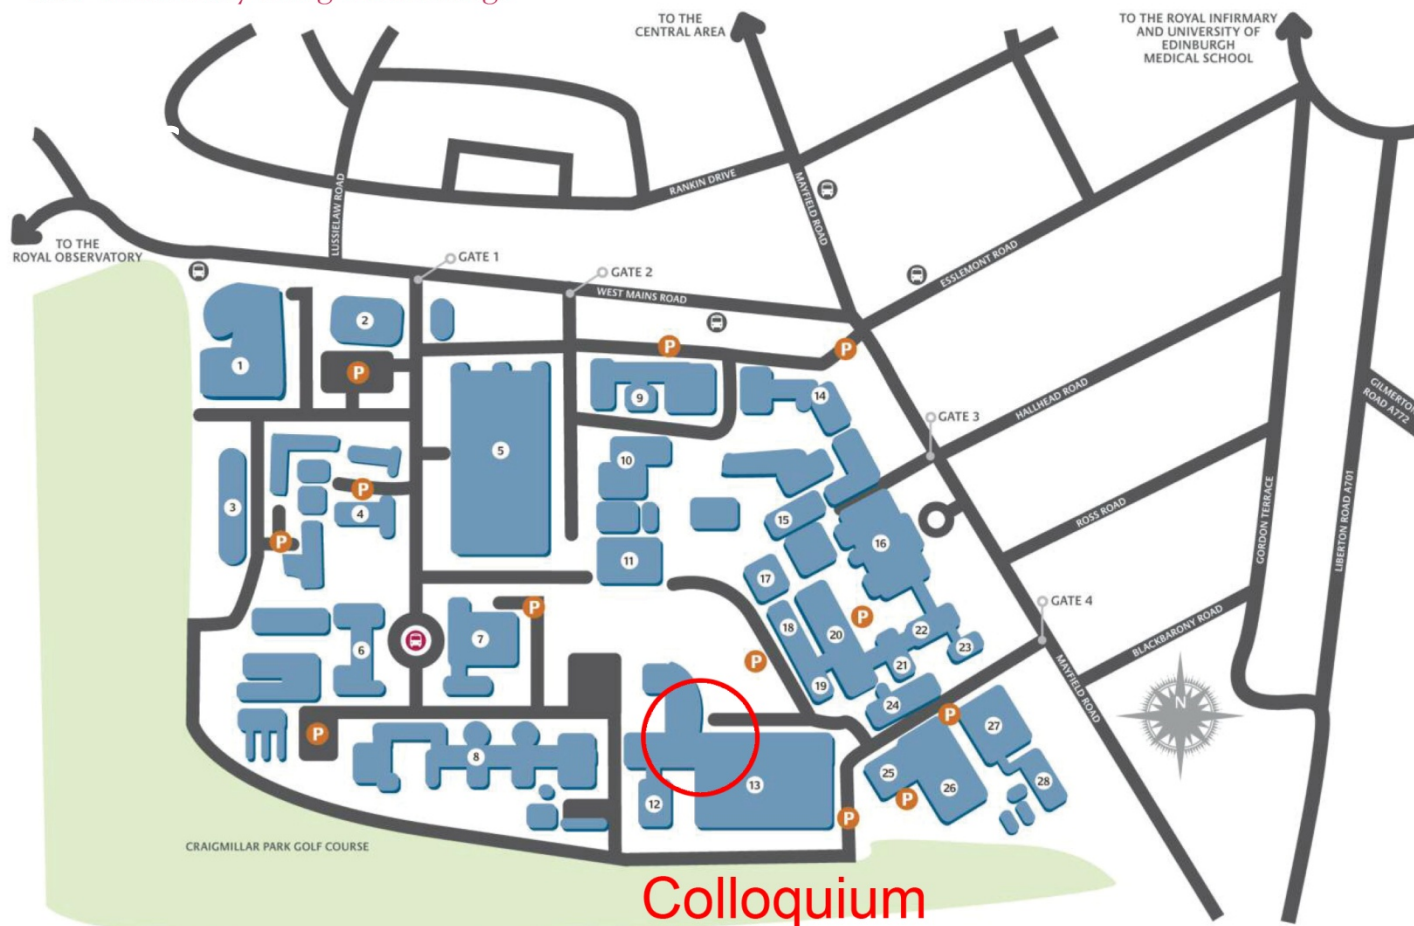 TO THE
CENTRAL AREA
TO THE ROYAL INFIRMARY
AND UNIVERSITY OF
EDINBURGH
MEDICAL SCHOOL
LUSSIELAW ROAD
RANKIN DRIVE
MAYFIELD ROAD
TO THE
ROYAL OBSERVATORY
GATE 1
GATE 2
WEST MAINS ROAD
ESSLEMONT ROAD
1
2
P
P
P
9
14
HALLHEAD ROAD
GILMERTON
ROAD A772
GATE 3
5
10
3
4
P
P
15
16
11
ROSS ROAD
GORDON TERRACE
LIBERTON ROAD A701
17
18
20
P
GATE 4
BLACKBARONY ROAD
P
6
7
22
23
21
P
19
24
MAYFIELD ROAD
N
P
8
P
27
12
13
25
26
28
P
P
CRAIGMILLAR PARK GOLF COURSE
Colloquium